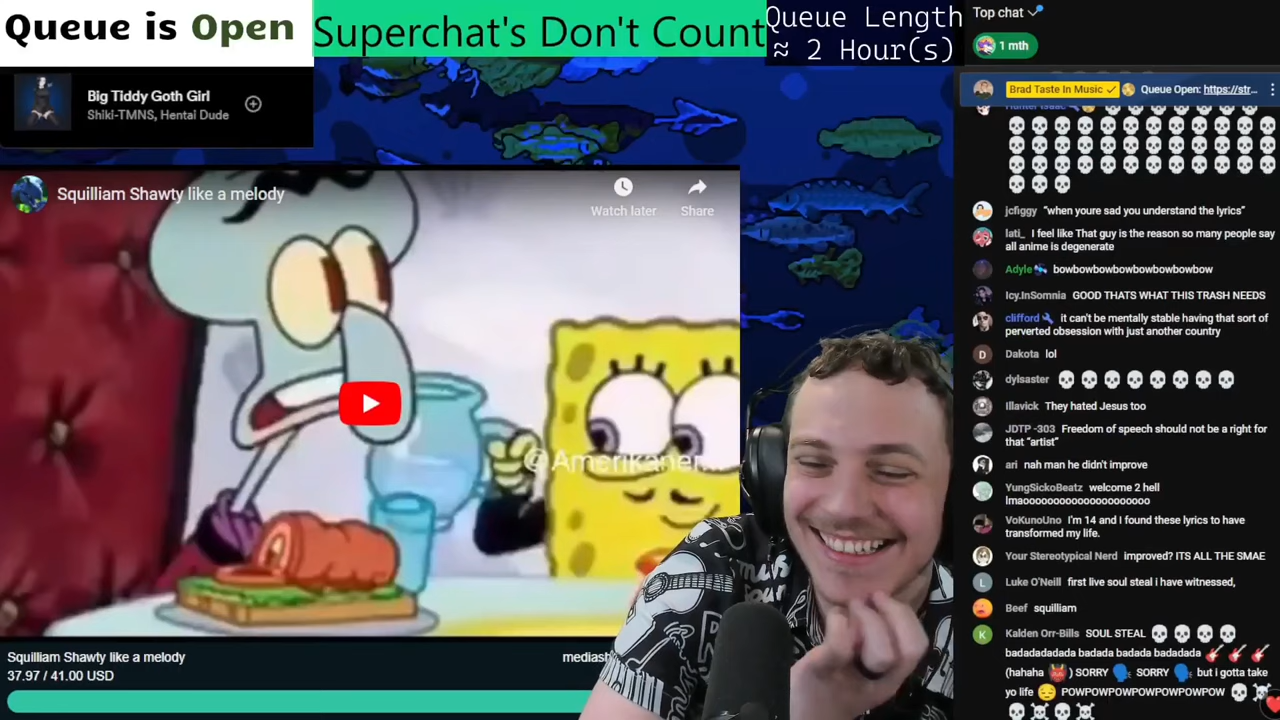 Queue is Open
Superchat's Don't Count
Queue Length
≈ 2 Hour(s)
Top chat
1 mth
Big Tiddy Goth Girl
Shiki-TMNS, Hentai Dude
Brad Taste In Music Queue Open: https://str...
Hunter Isaac
Squilliam Shawty like a melody
Watch later
Share
@Amerikaner
jcfiggy “when youre sad you understand the lyrics”
lati_ I feel like That guy is the reason so many people say
all anime is degenerate
Adyle bowbowbowbowbowbowbowbow
Icy.InSomnia GOOD THATS WHAT THIS TRASH NEEDS
clifford it can't be mentally stable having that sort of
perverted obsession with just another country
Dakota lol
dylsaster
Illavick They hated Jesus too
JDTP -303 Freedom of speech should not be a right for
that “artist”
ari nah man he didn't improve
YungSickoBeatz welcome 2 hell
lmaooooooooooooooooooooo
VoKunoUno I'm 14 and I found these lyrics to have
transformed my life.
Your Stereotypical Nerd improved? ITS ALL THE SMAE
Luke O'Neill first live soul steal i have witnessed,
Beef squilliam
Kalden Orr-Bills SOUL STEAL
badadadadada badada badada badadada
(hahaha ) SORRY SORRY but i gotta take
yo life POWPOWPOWPOWPOWPOWPOW
Squilliam Shawty like a melody
mediash
37.97 / 41.00 USD